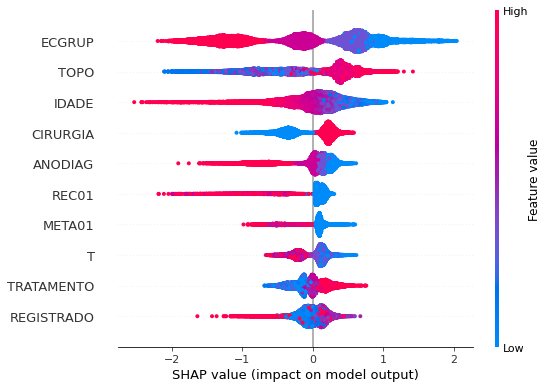 High
ECGRUP
TOPO
IDADE
CIRURGIA
ANODIAG
REC01
META01
T
TRATAMENTO
REGISTRADO
Low
Feature value
−2 −1 0 1 2
SHAP value (impact on model output)